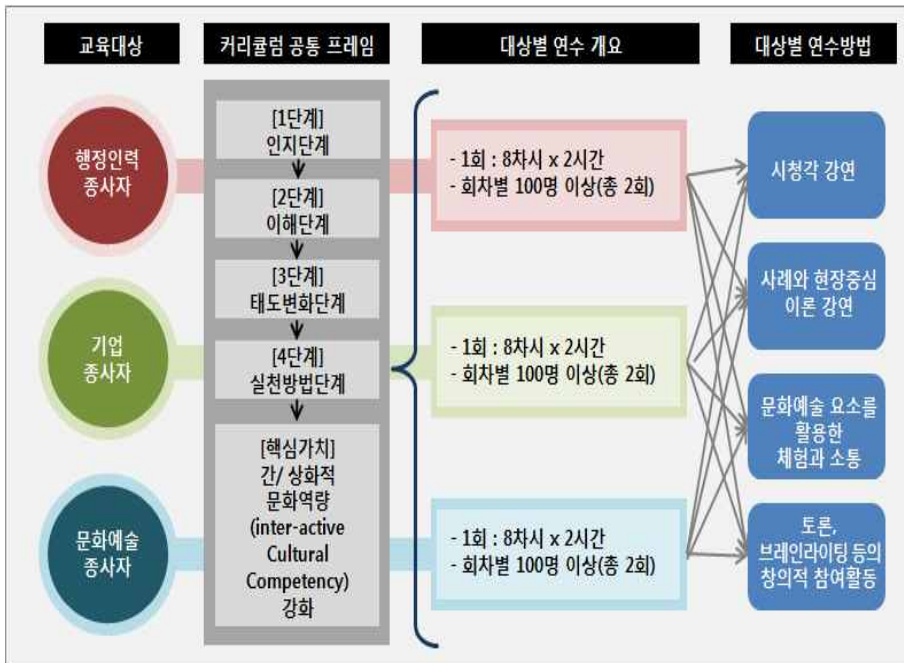 교육대상
커리큘럼 공통 프레임
대상별 연수 개요
대상별 연수방법
행정인력
종사자
기업
종사자
문화예술
종사자
[1단계]
인지단계
[2단계]
이해단계
[3단계]
태도변화단계
[4단계]
실천방법단계
[핵심가치]
간/ 상화적
문화역량
(inter-active
Cultural
Competency)
강화
- 1회 : 8차시 x 2시간
- 회차별 100명 이상(총 2회)
- 1회 : 8차시 x 2시간
- 회차별 100명 이상(총 2회)
- 1회 : 8차시 x 2시간
- 회차별 100명 이상(총 2회)
시청각 강연
사례와 현장중심
이론 강연
문화예술 요소를
활용한
체험과 소통
토론,
브레인라이팅 등의
창의적 참여활동